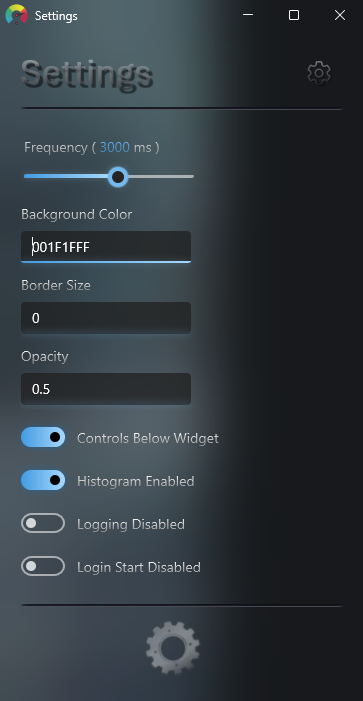 Settings
Settings
Frequency ( 3000 ms )
Background Color
001F1FFF
Border Size
0
Opacity
0.5
Controls Below Widget
Histogram Enabled
Logging Disabled
Login Start Disabled